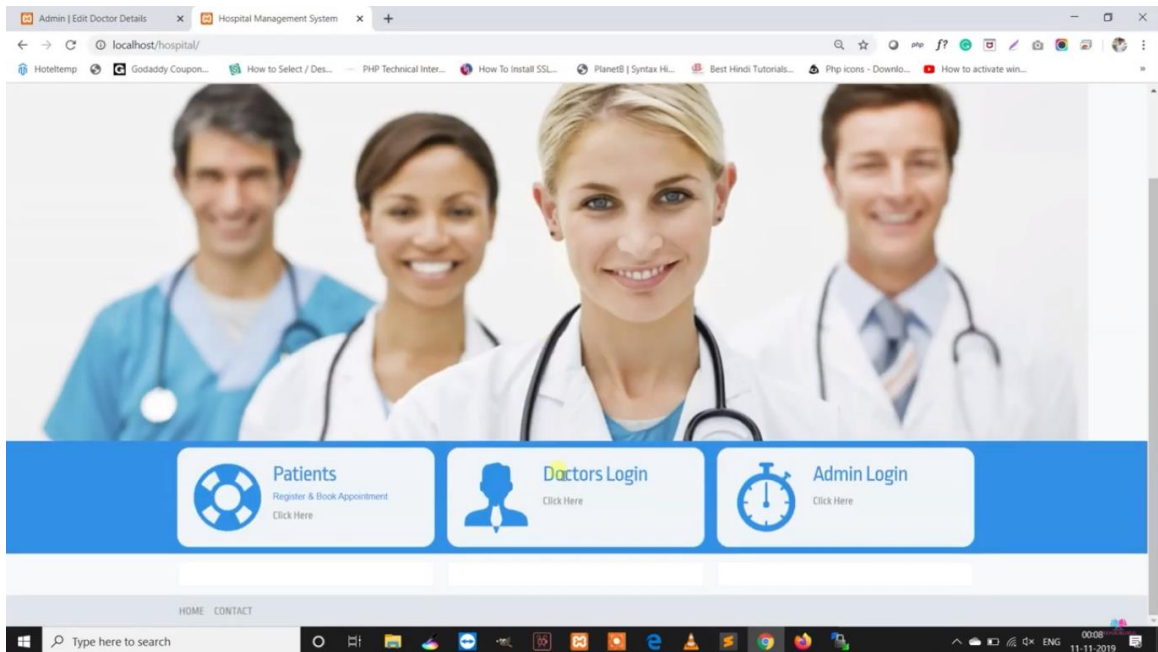 Admin | Edit Doctor Details
Hospital Management System
localhost/hospital/
php
f?
Hoteltemp
Godaddy Coupon...
How to Select / Des...
PHP Technical Inter...
How To Install SSL...
PlanetB | Syntax Hi...
Best Hindi Tutorials...
Php icons - Downlo...
How to activate win...
Patients
Register & Book Appointment
Click Here
Doctors Login
Click Here
Admin Login
Click Here
HOME CONTACT
Type here to search
ENG
00:08
11-11-2019